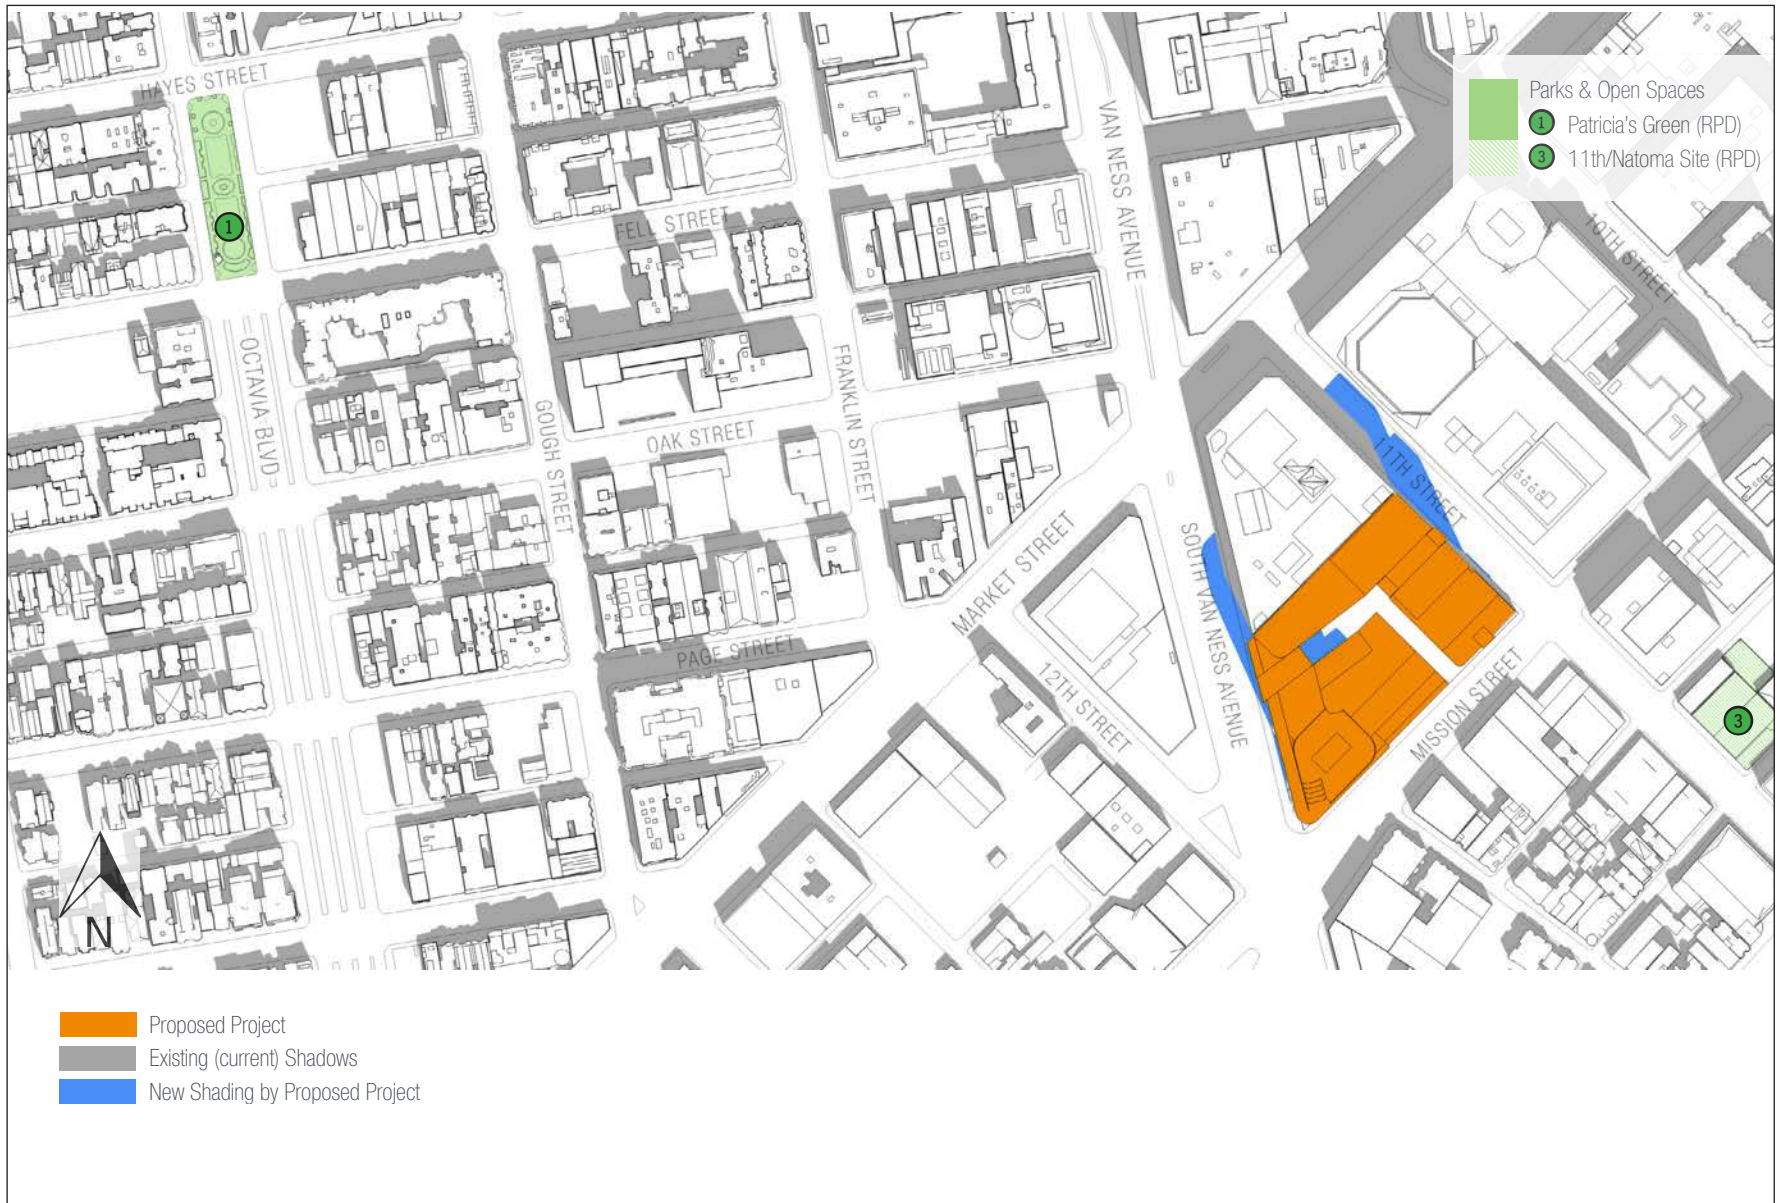 HAYES STREET
VAN NESS AVENUE
Parks & Open Spaces
1 Patricia's Green (RPD)
3 11th/Natoma Site (RPD)
1
FELL STREET
10TH STREET
OCTAVIA BLVD
FRANKLIN STREET
GOUGH STREET
OAK STREET
11TH STREET
MARKET STREET
SOUTH VAN NESS AVENUE
PAGE STREET
12TH STREET
MISSION STREET
3
N
Proposed Project
Existing (current) Shadows
New Shading by Proposed Project